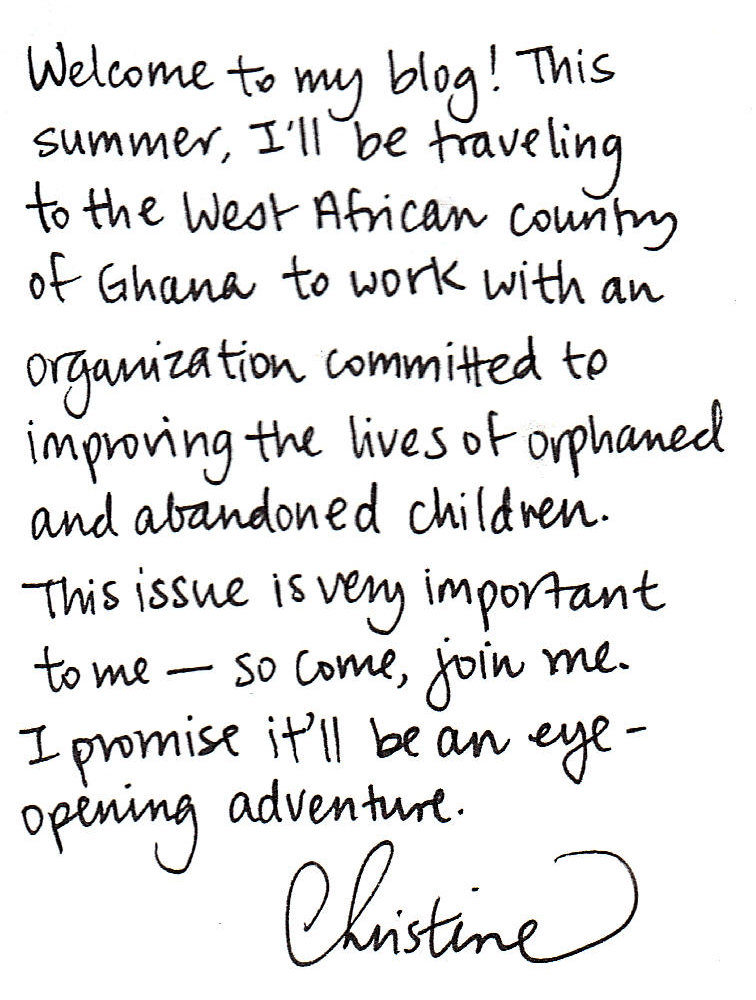 Welcome to my blog! This
summer, I'll be traveling
to the West African country
of Ghana to work with an
organization committed to
improving the lives of orphaned
and abandoned children.
This issue is very important
to me — so come, join me.
I promise it'll be an eye-
opening adventure.
Christine